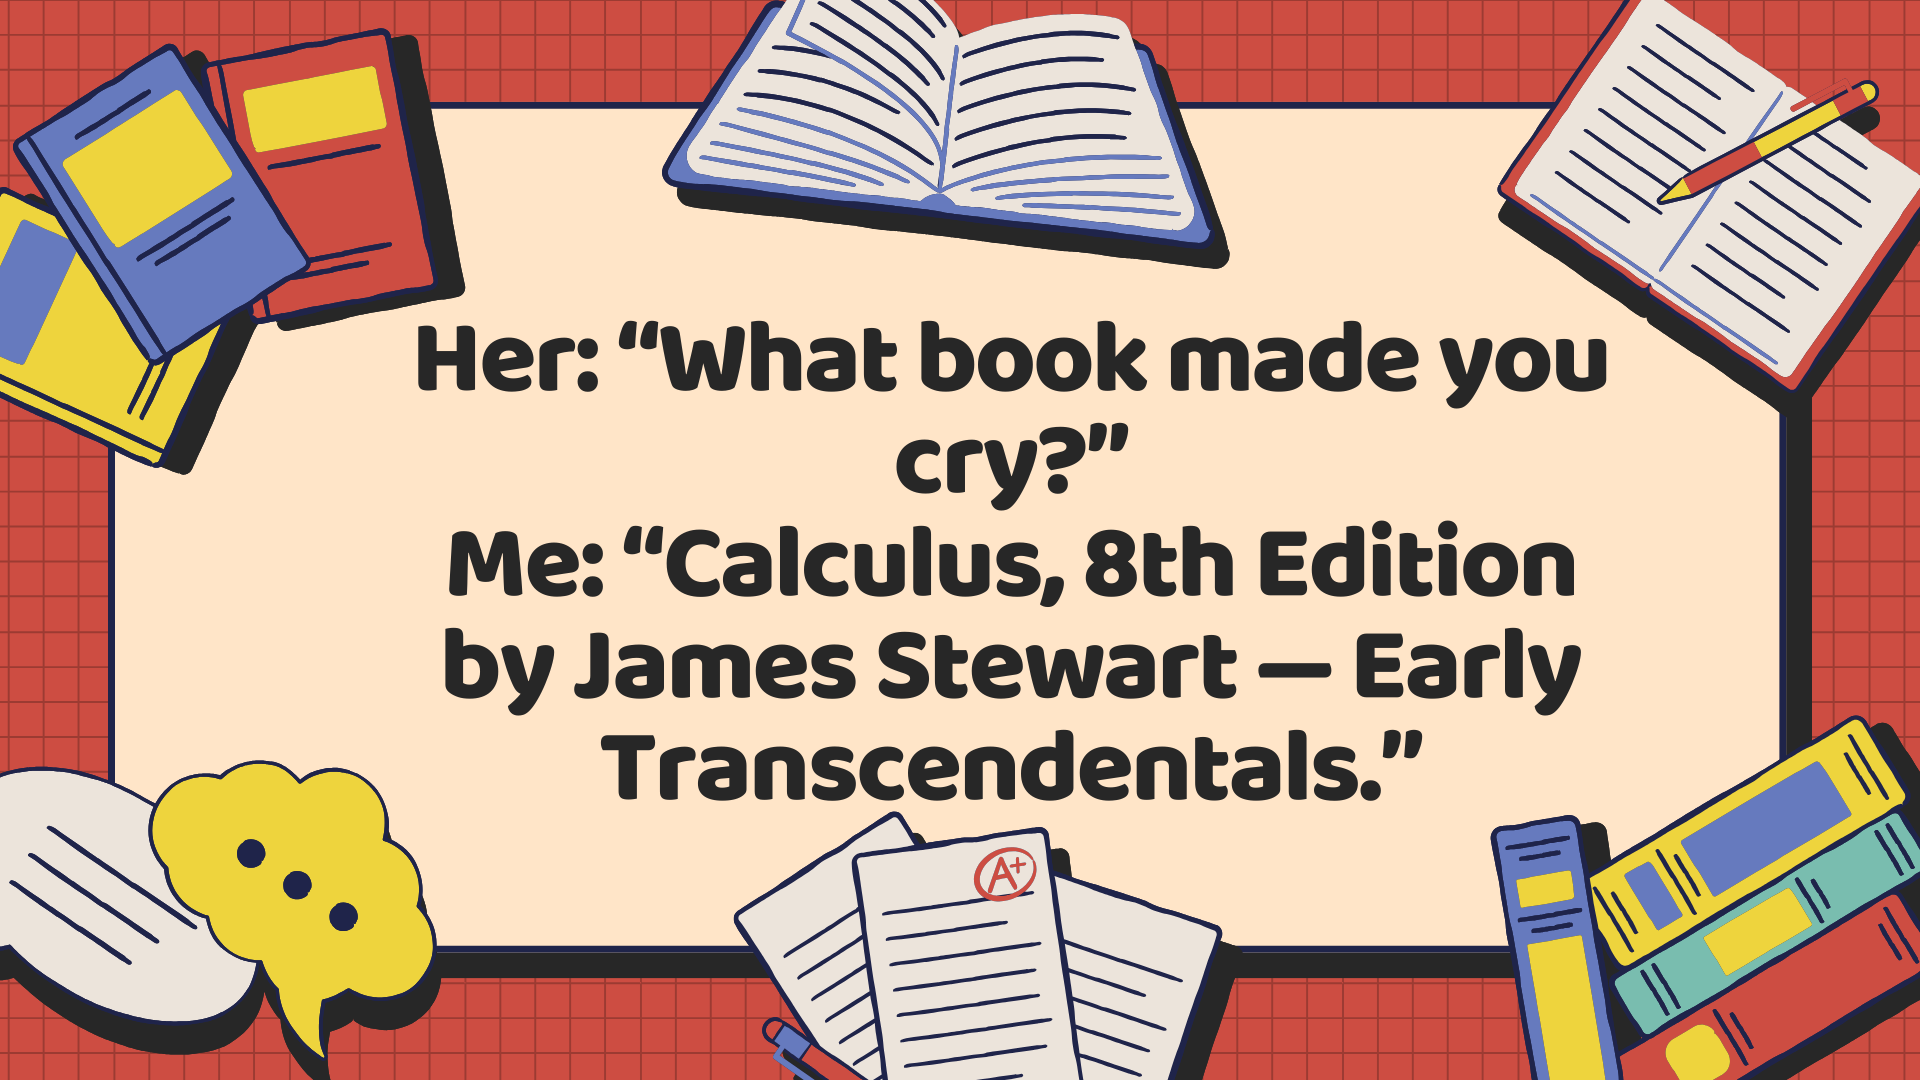 Her: “What book made you
cry?”
Me: “Calculus, 8th Edition
by James Stewart — Early
Transcendentals.”
A+